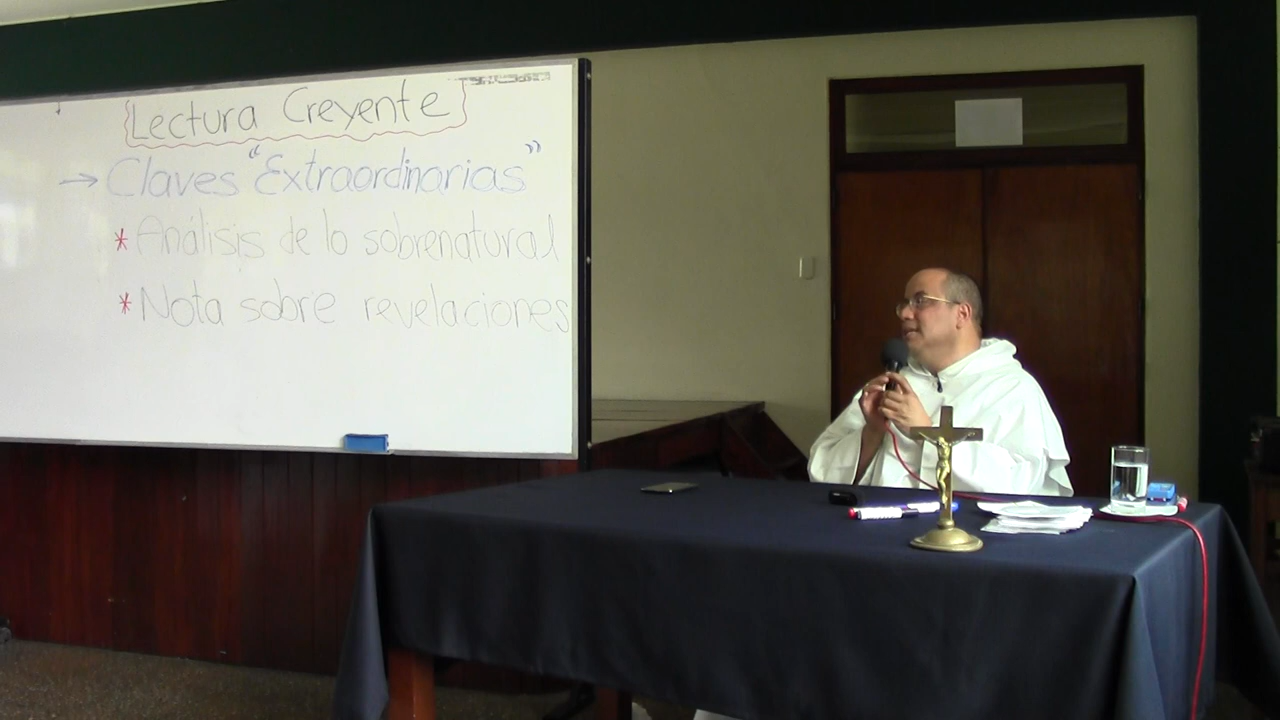 Lectura Creyente
→ Claves "Extraordinarias"
* Análisis de lo sobrenatural
* Nota sobre revelaciones